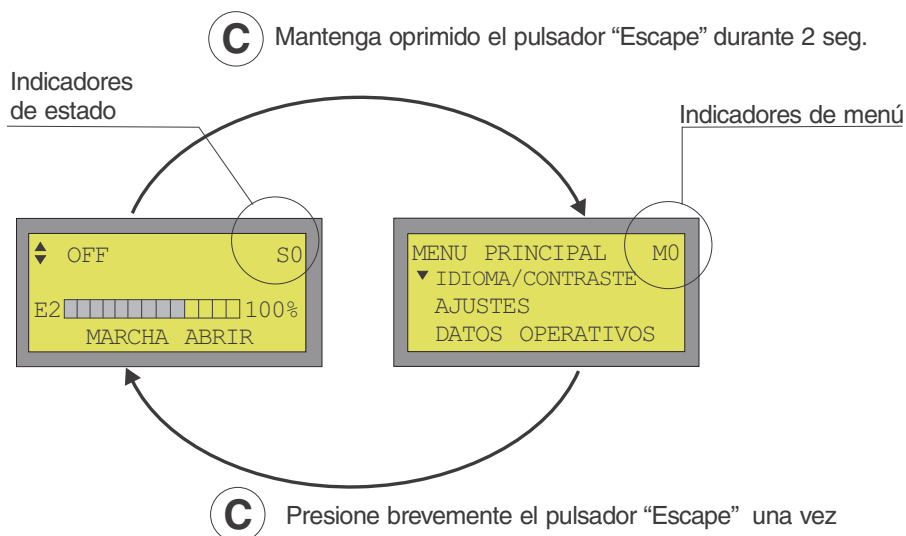 C Mantenga oprimido el pulsador “Escape” durante 2 seg.
Indicadores
de estado
Indicadores de menú
OFF S0
E2 100%
MARCHA ABRIR
MENU PRINCIPAL M0
IDIOMA/CONTRASTE
AJUSTES
DATOS OPERATIVOS
C Presione brevemente el pulsador “Escape” una vez